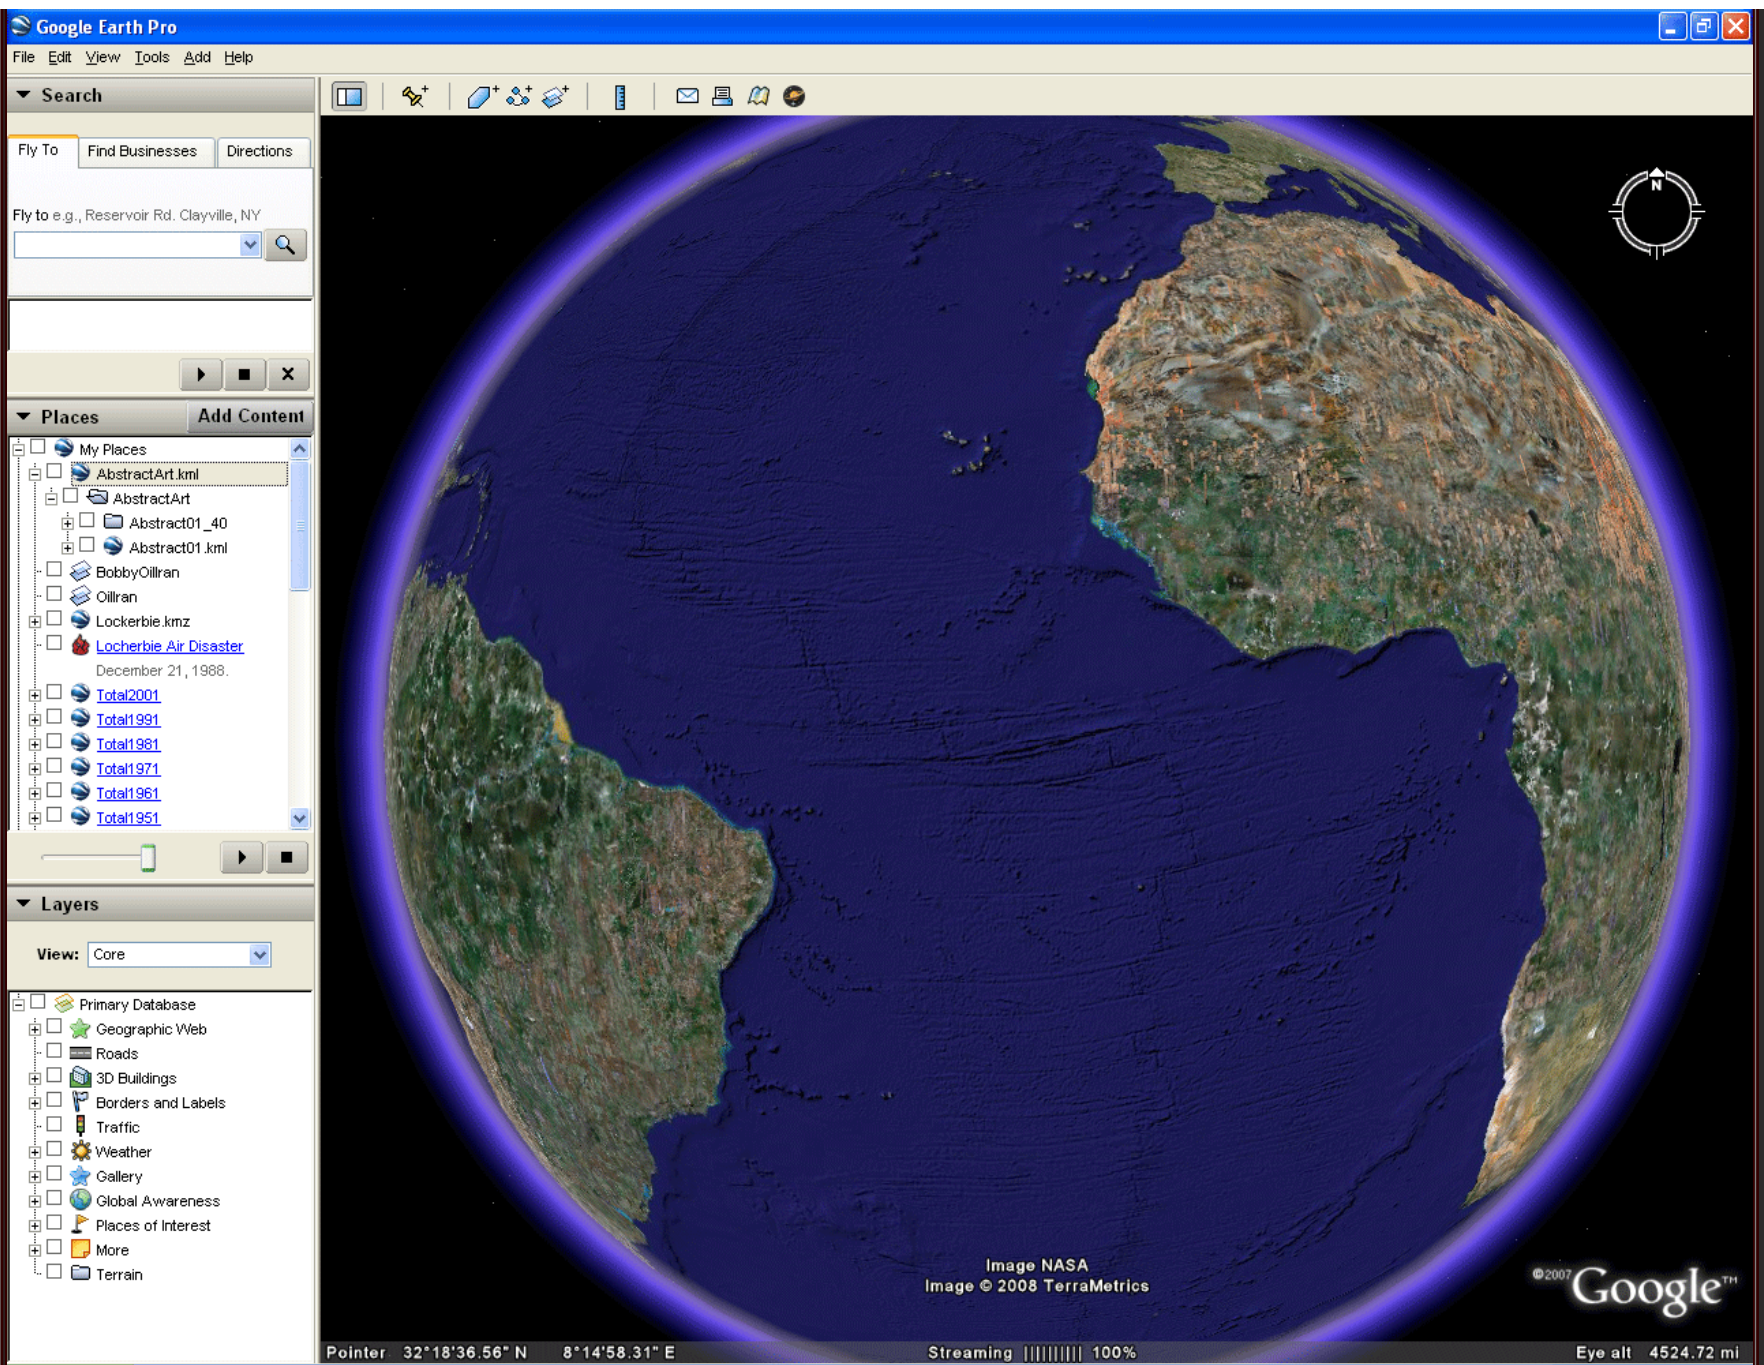 Google Earth Pro
File Edit View Tools Add Help
Search
Fly To Find Businesses Directions
Fly to e.g., Reservoir Rd. Clayville, NY
Places Add Content
My Places
AbstractArt.kml
AbstractArt
Abstract01_40
Abstract01.kml
BobbyOilIran
OilIran
Lockerbie.kmz
Locherbie Air Disaster
December 21, 1988.
Total2001
Total1991
Total1981
Total1971
Total1961
Total1951
Layers
View: Core
Primary Database
Geographic Web
Roads
3D Buildings
Borders and Labels
Traffic
Weather
Gallery
Global Awareness
Places of Interest
More
Terrain
N
Image NASA
Image © 2008 TerraMetrics
©2007 Google™
Pointer 32°18'36.56" N 8°14'58.31" E Streaming ||||||||| 100% Eye alt 4524.72 mi